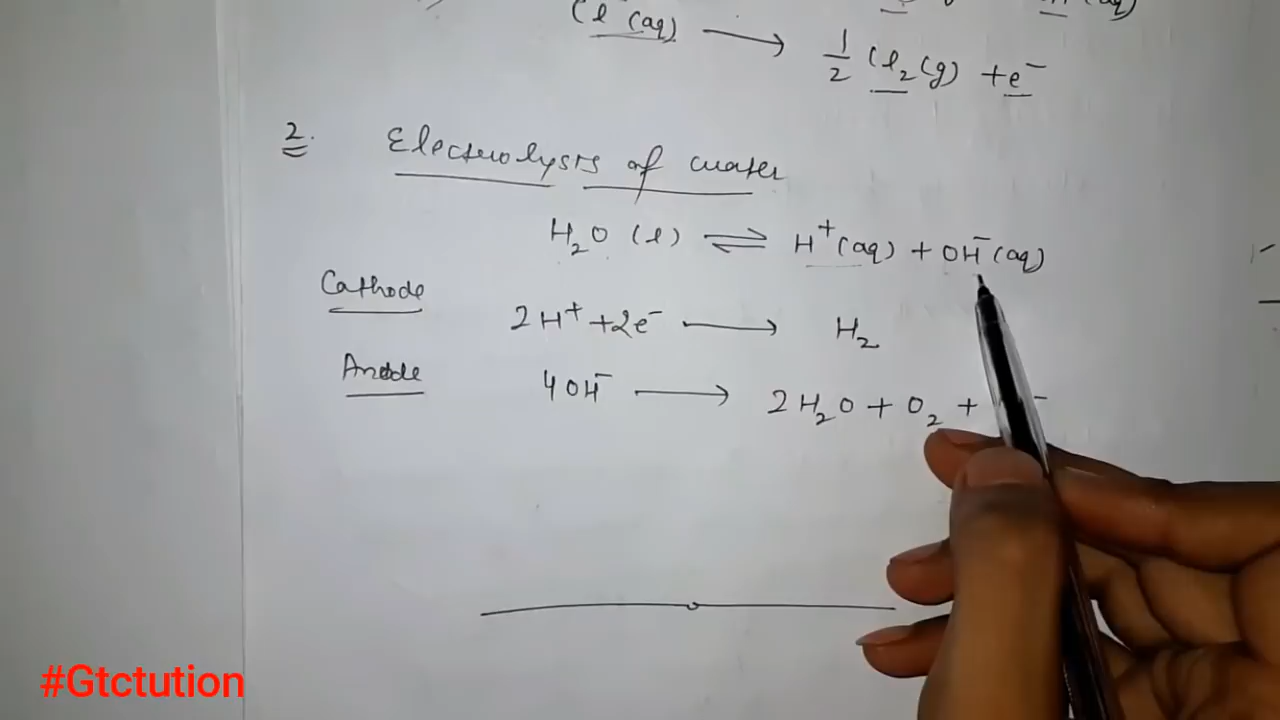 Cl⁻(aq) ⟶ ½ Cl₂(g) + e⁻
2. Electrolysis of water
H₂O (l) ⇌ H⁺(aq) + OH⁻(aq)
Cathode
2H⁺ + 2e⁻ ⟶ H₂
Anode 4OH⁻ ⟶ 2H₂O + O₂ + ⁻
#Gtctution